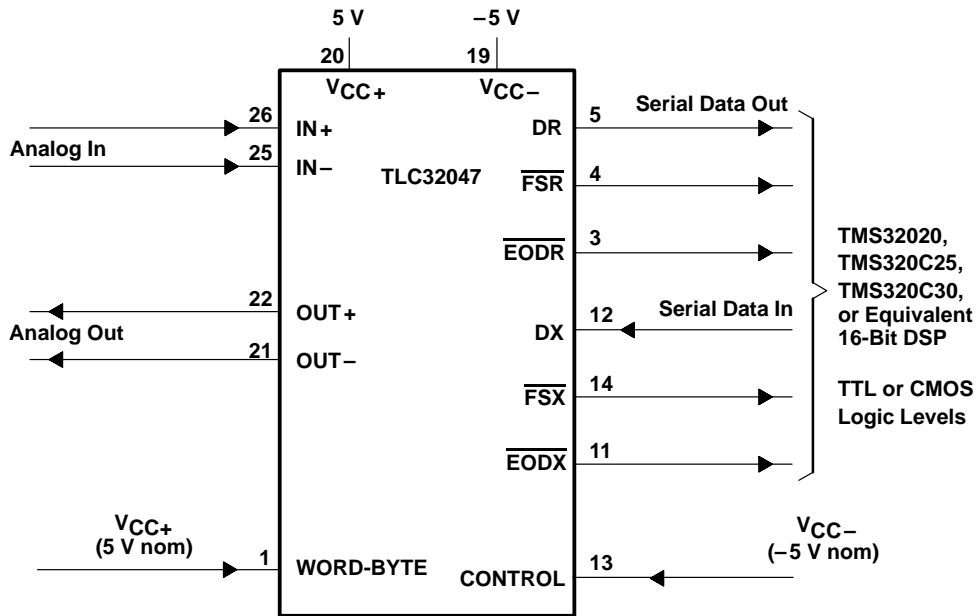 5 V
–5 V
20
19
VCC+
VCC–
26
IN+
Analog In
25
IN–
TLC32047
DR
5
Serial Data Out
FSR
4
EODR
3
22
OUT+
Analog Out
21
OUT–
DX
12
Serial Data In
FSX
14
EODX
11
TMS32020,
TMS320C25,
TMS320C30,
or Equivalent
16-Bit DSP
TTL or CMOS
Logic Levels
VCC+
(5 V nom)
1
WORD-BYTE
CONTROL
13
VCC–
(–5 V nom)